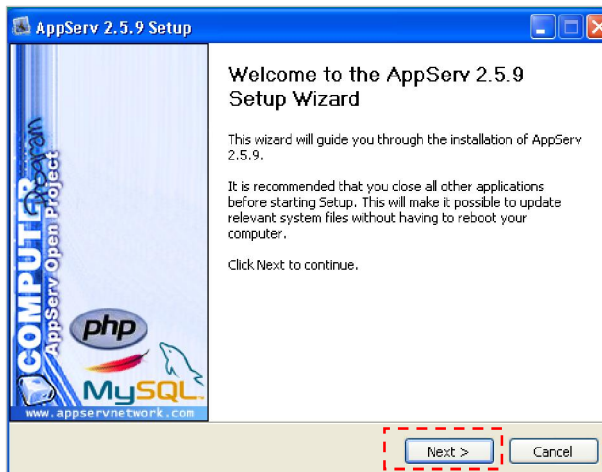 AppServ 2.5.9 Setup
Welcome to the AppServ 2.5.9
Setup Wizard
This wizard will guide you through the installation of AppServ
2.5.9.
It is recommended that you close all other applications
before starting Setup. This will make it possible to update
relevant system files without having to reboot your
computer.
Click Next to continue.
COMPUTER
Program
AppServ Open Project
php
MySQL
www.appservnetwork.com
Next >
Cancel